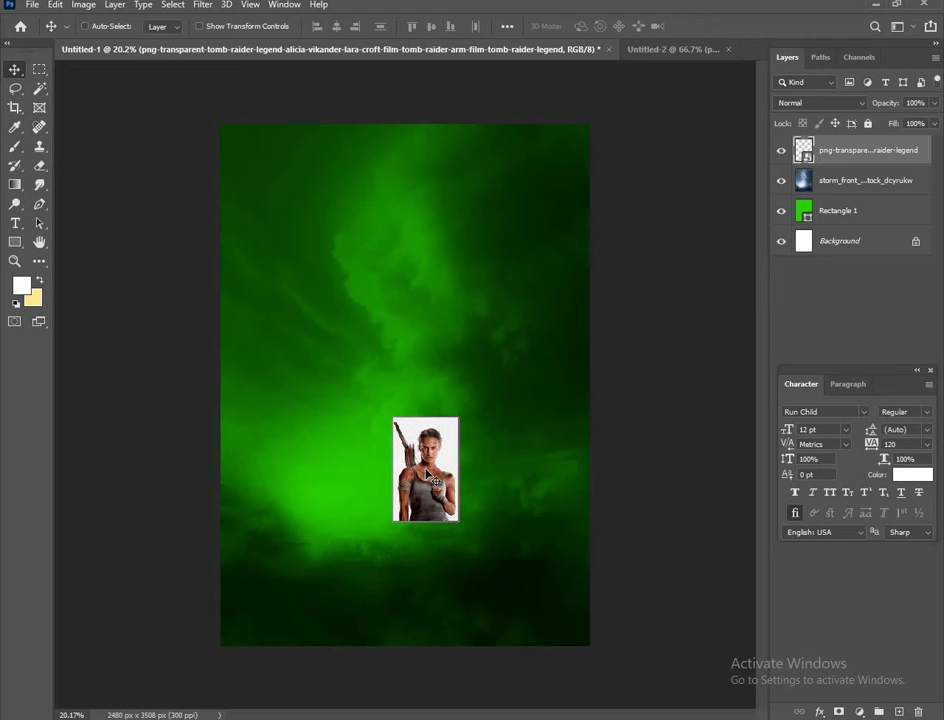 File Edit Image Layer Type Select Filter 3D View Window Help
Auto-Select: Layer Show Transform Controls 3D Model
Untitled-1 @ 20.2% (png-transparent-tomb-raider-legend-alicia-vikander-lara-croft-film-tomb-raider-arm-film-tomb-raider-legend, RGB/8) * Untitled-2 @ 66.7% (p...
Layers Paths Channels
Kind
Normal Opacity: 100%
Lock: Fill: 100%
png-transpare...raider-legend
storm_front_...tock_dcyrukw
Rectangle 1
Background
Character Paragraph
Run Child Regular
12 pt (Auto)
Metrics 120
100% 100%
0 pt Color:
English: USA Sharp
Activate Windows
Go to Settings to activate Windows.
20.17% 2480 px x 3508 px (300 ppi)